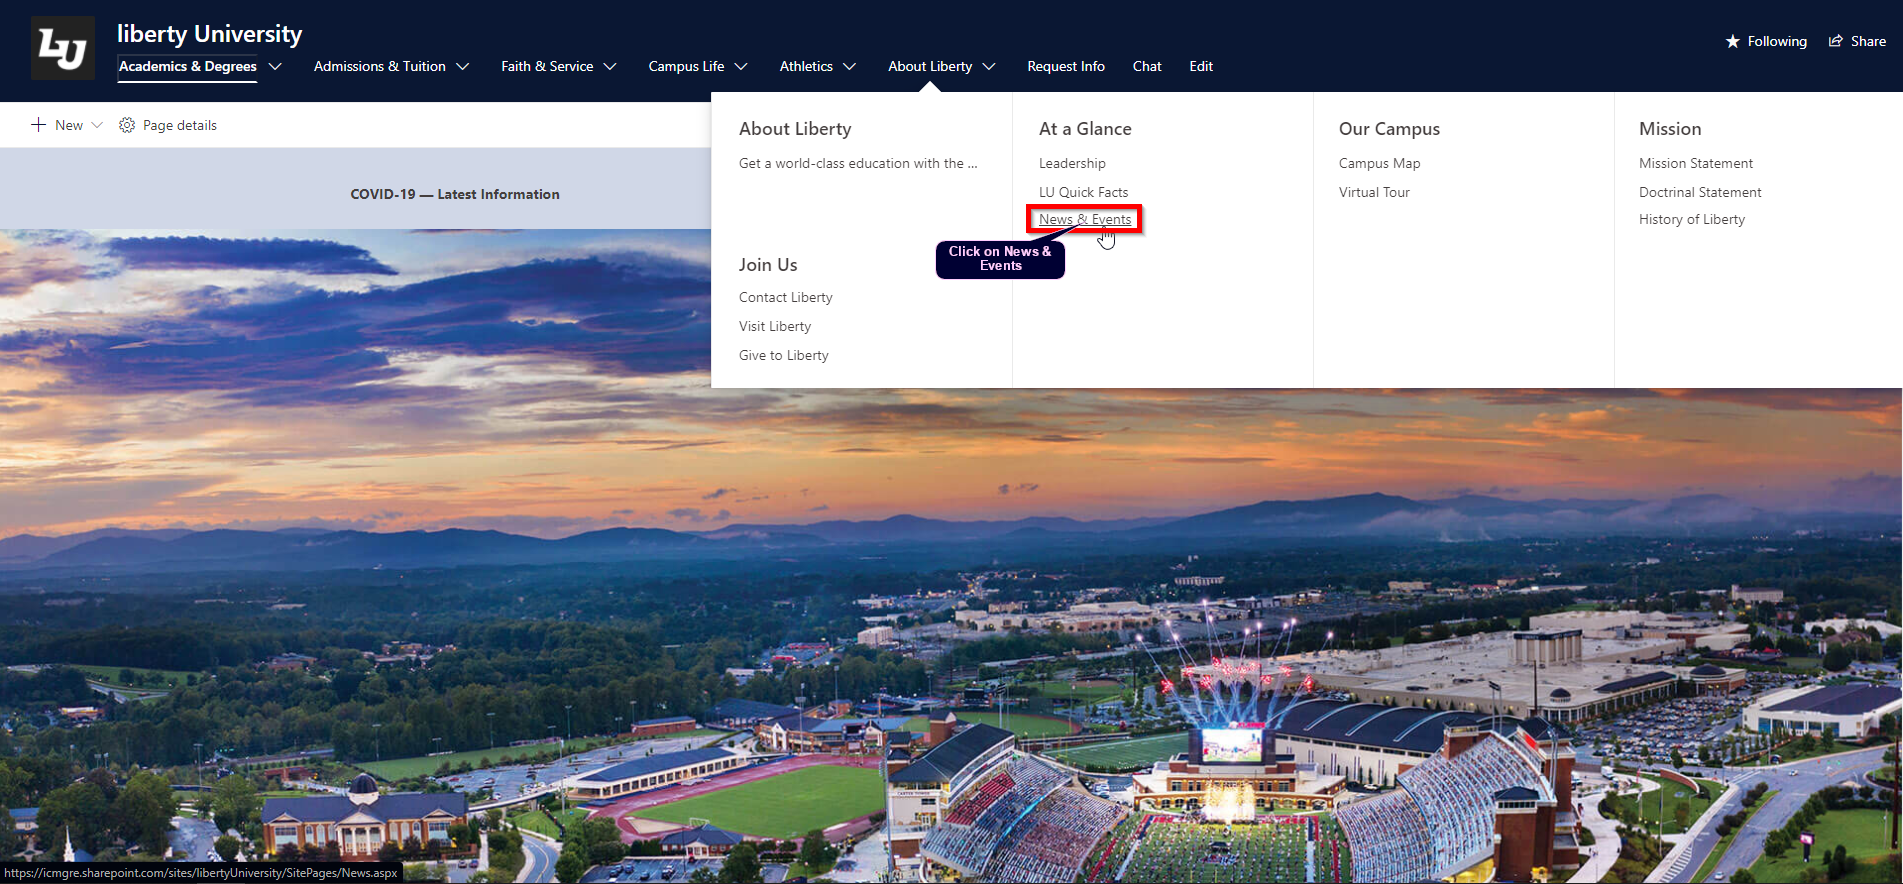 LU
liberty University
Academics & Degrees
Admissions & Tuition
Faith & Service
Campus Life
Athletics
About Liberty
Request Info
Chat
Edit
Following
Share
New
Page details
COVID-19 — Latest Information
About Liberty
Get a world-class education with the ...
Join Us
Contact Liberty
Visit Liberty
Give to Liberty
At a Glance
Leadership
LU Quick Facts
News & Events
Click on News &
Events
Our Campus
Campus Map
Virtual Tour
Mission
Mission Statement
Doctrinal Statement
History of Liberty
https://icmgre.sharepoint.com/sites/libertyUniversity/SitePages/News.aspx